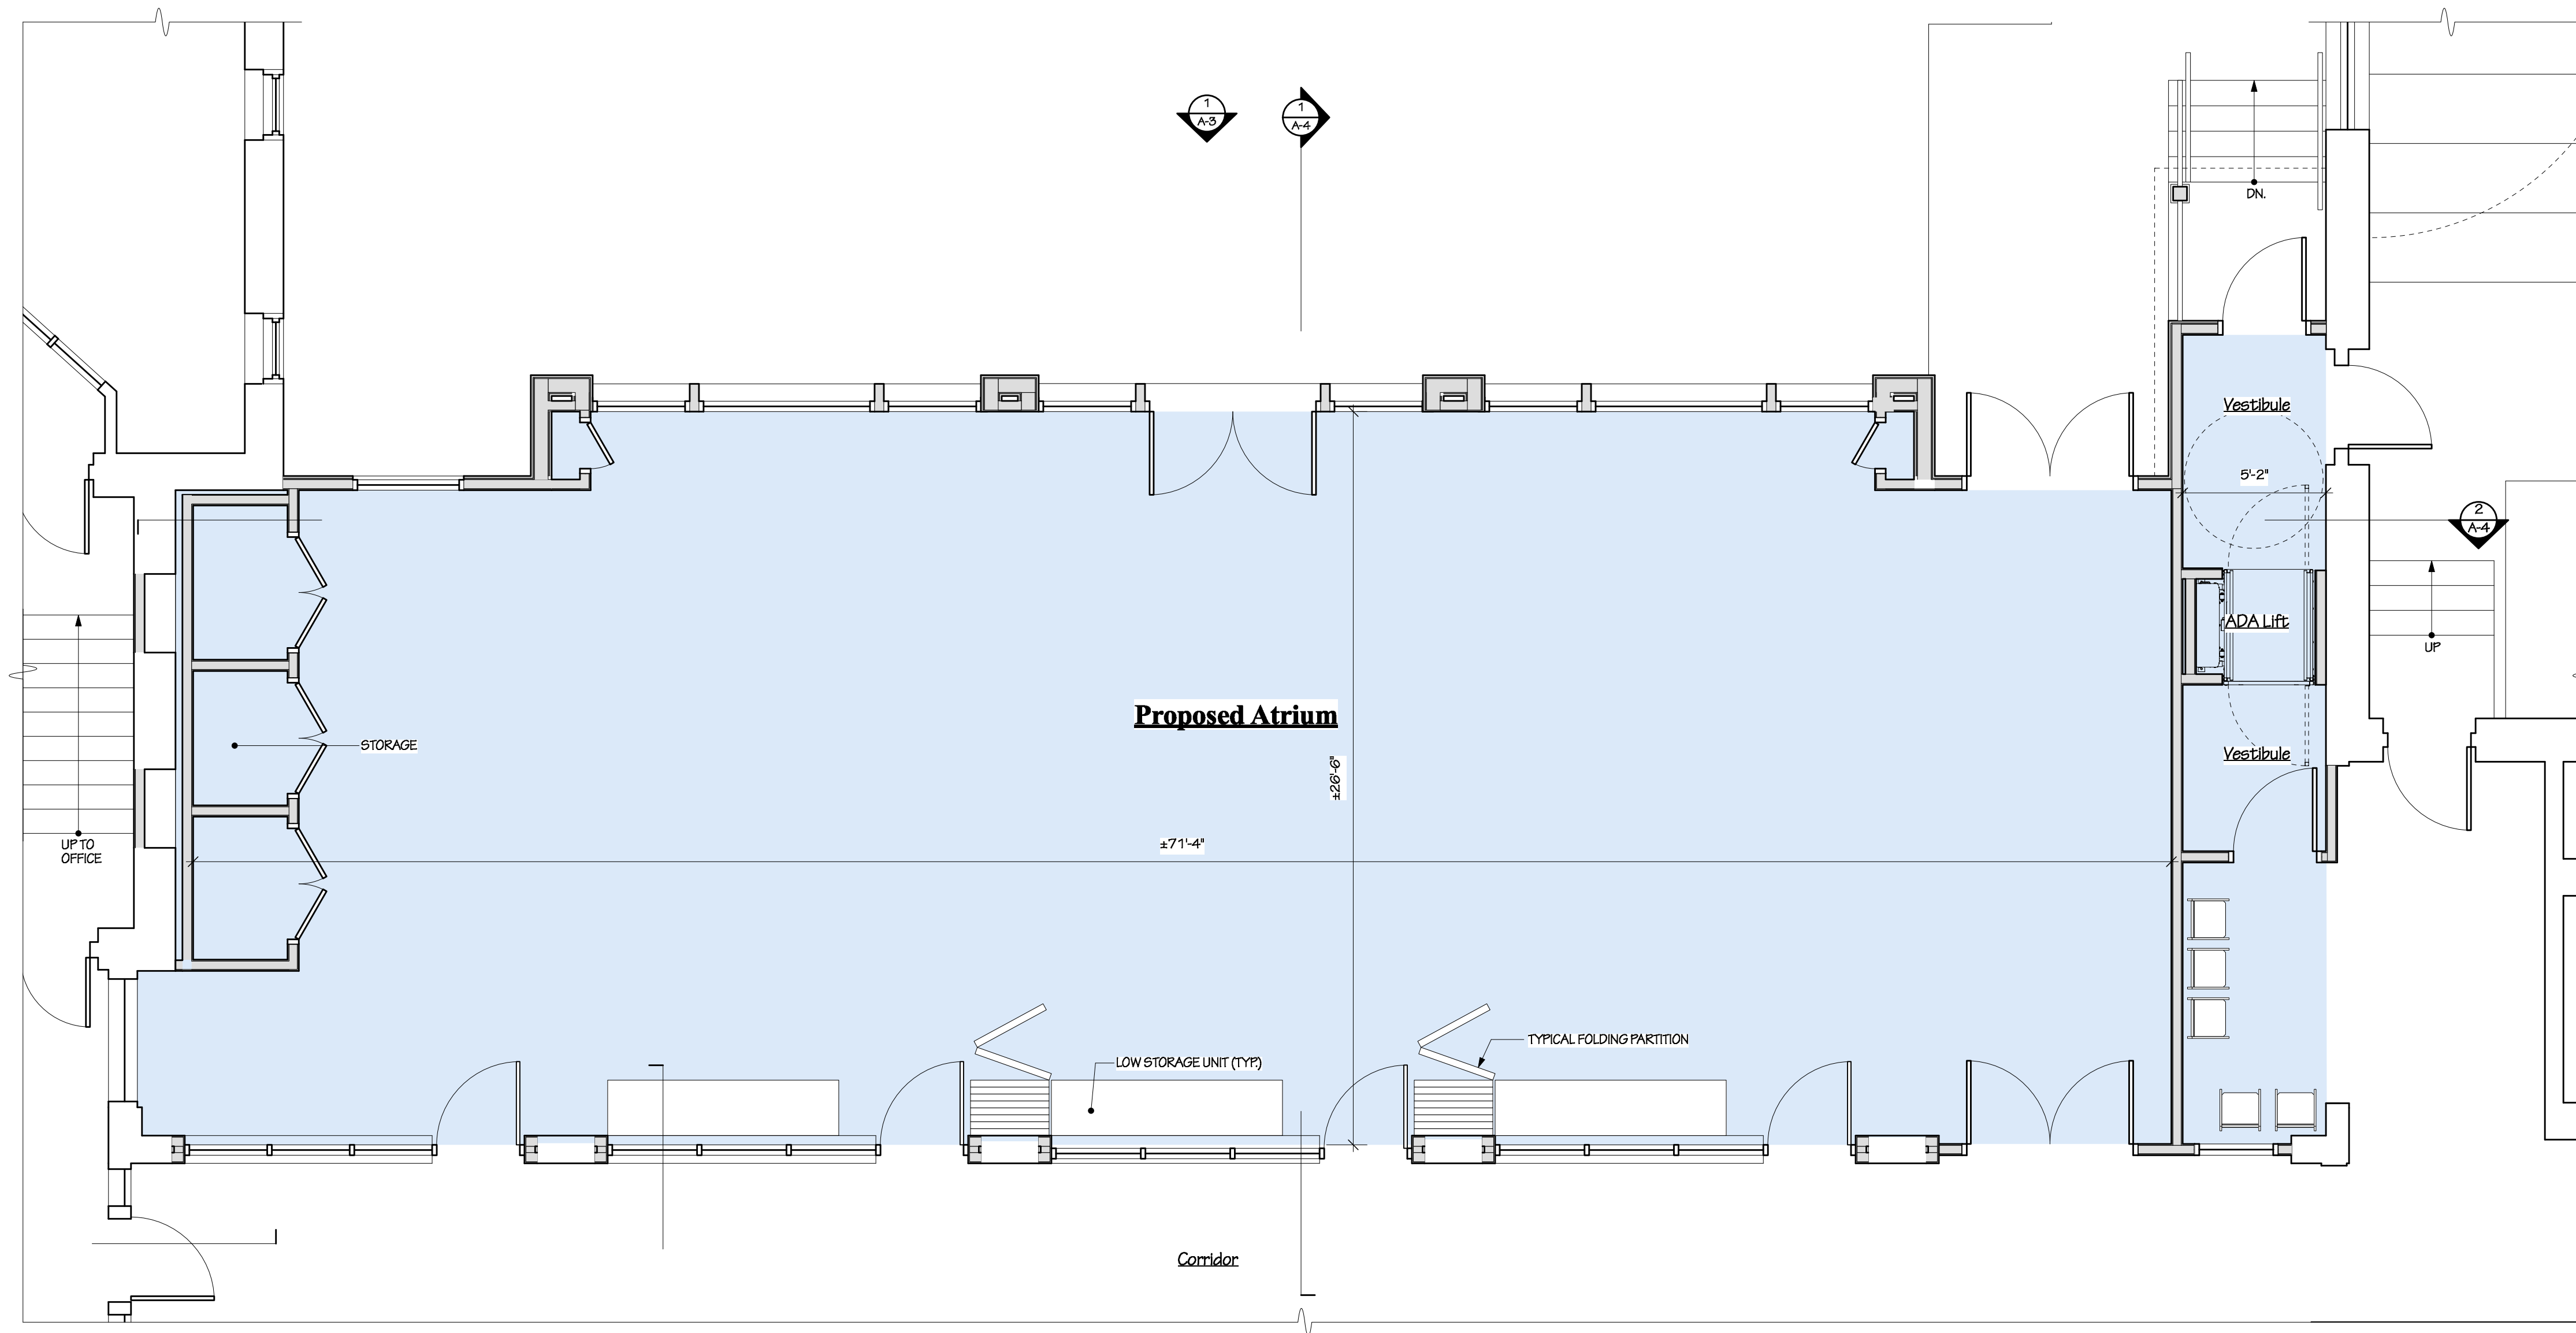 1
A-3
1
A-4
DN.
Vestibule
5'-2"
2
A-4
ADA Lift
UP
Proposed Atrium
STORAGE
±26'-6"
Vestibule
±71'-4"
UP TO
OFFICE
TYPICAL FOLDING PARTITION
LOW STORAGE UNIT (TYP.)
Corridor